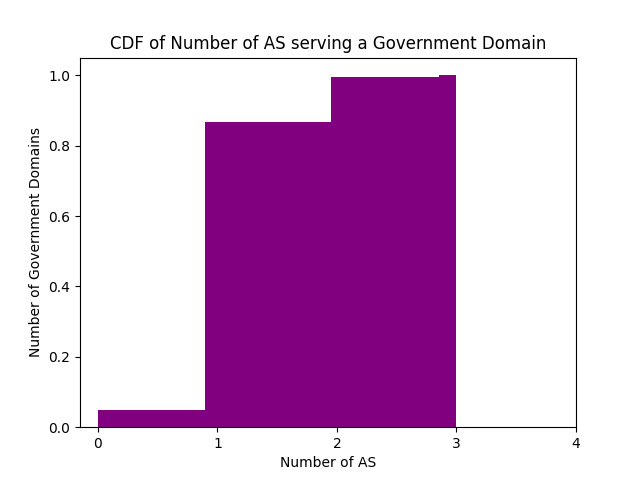 CDF of Number of AS serving a Government Domain
1.0
0.8
0.6
0.4
0.2
0.0
Number of Government Domains
0 1 2 3 4
Number of AS